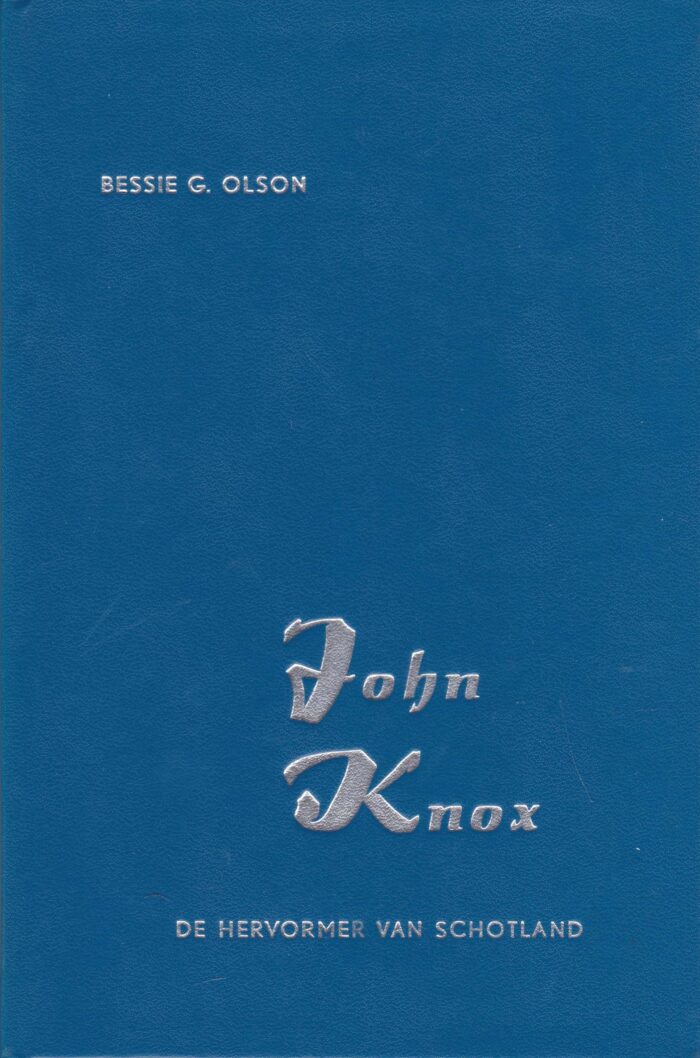 BESSIE G. OLSON
John
Knox
DE HERVORMER VAN SCHOTLAND